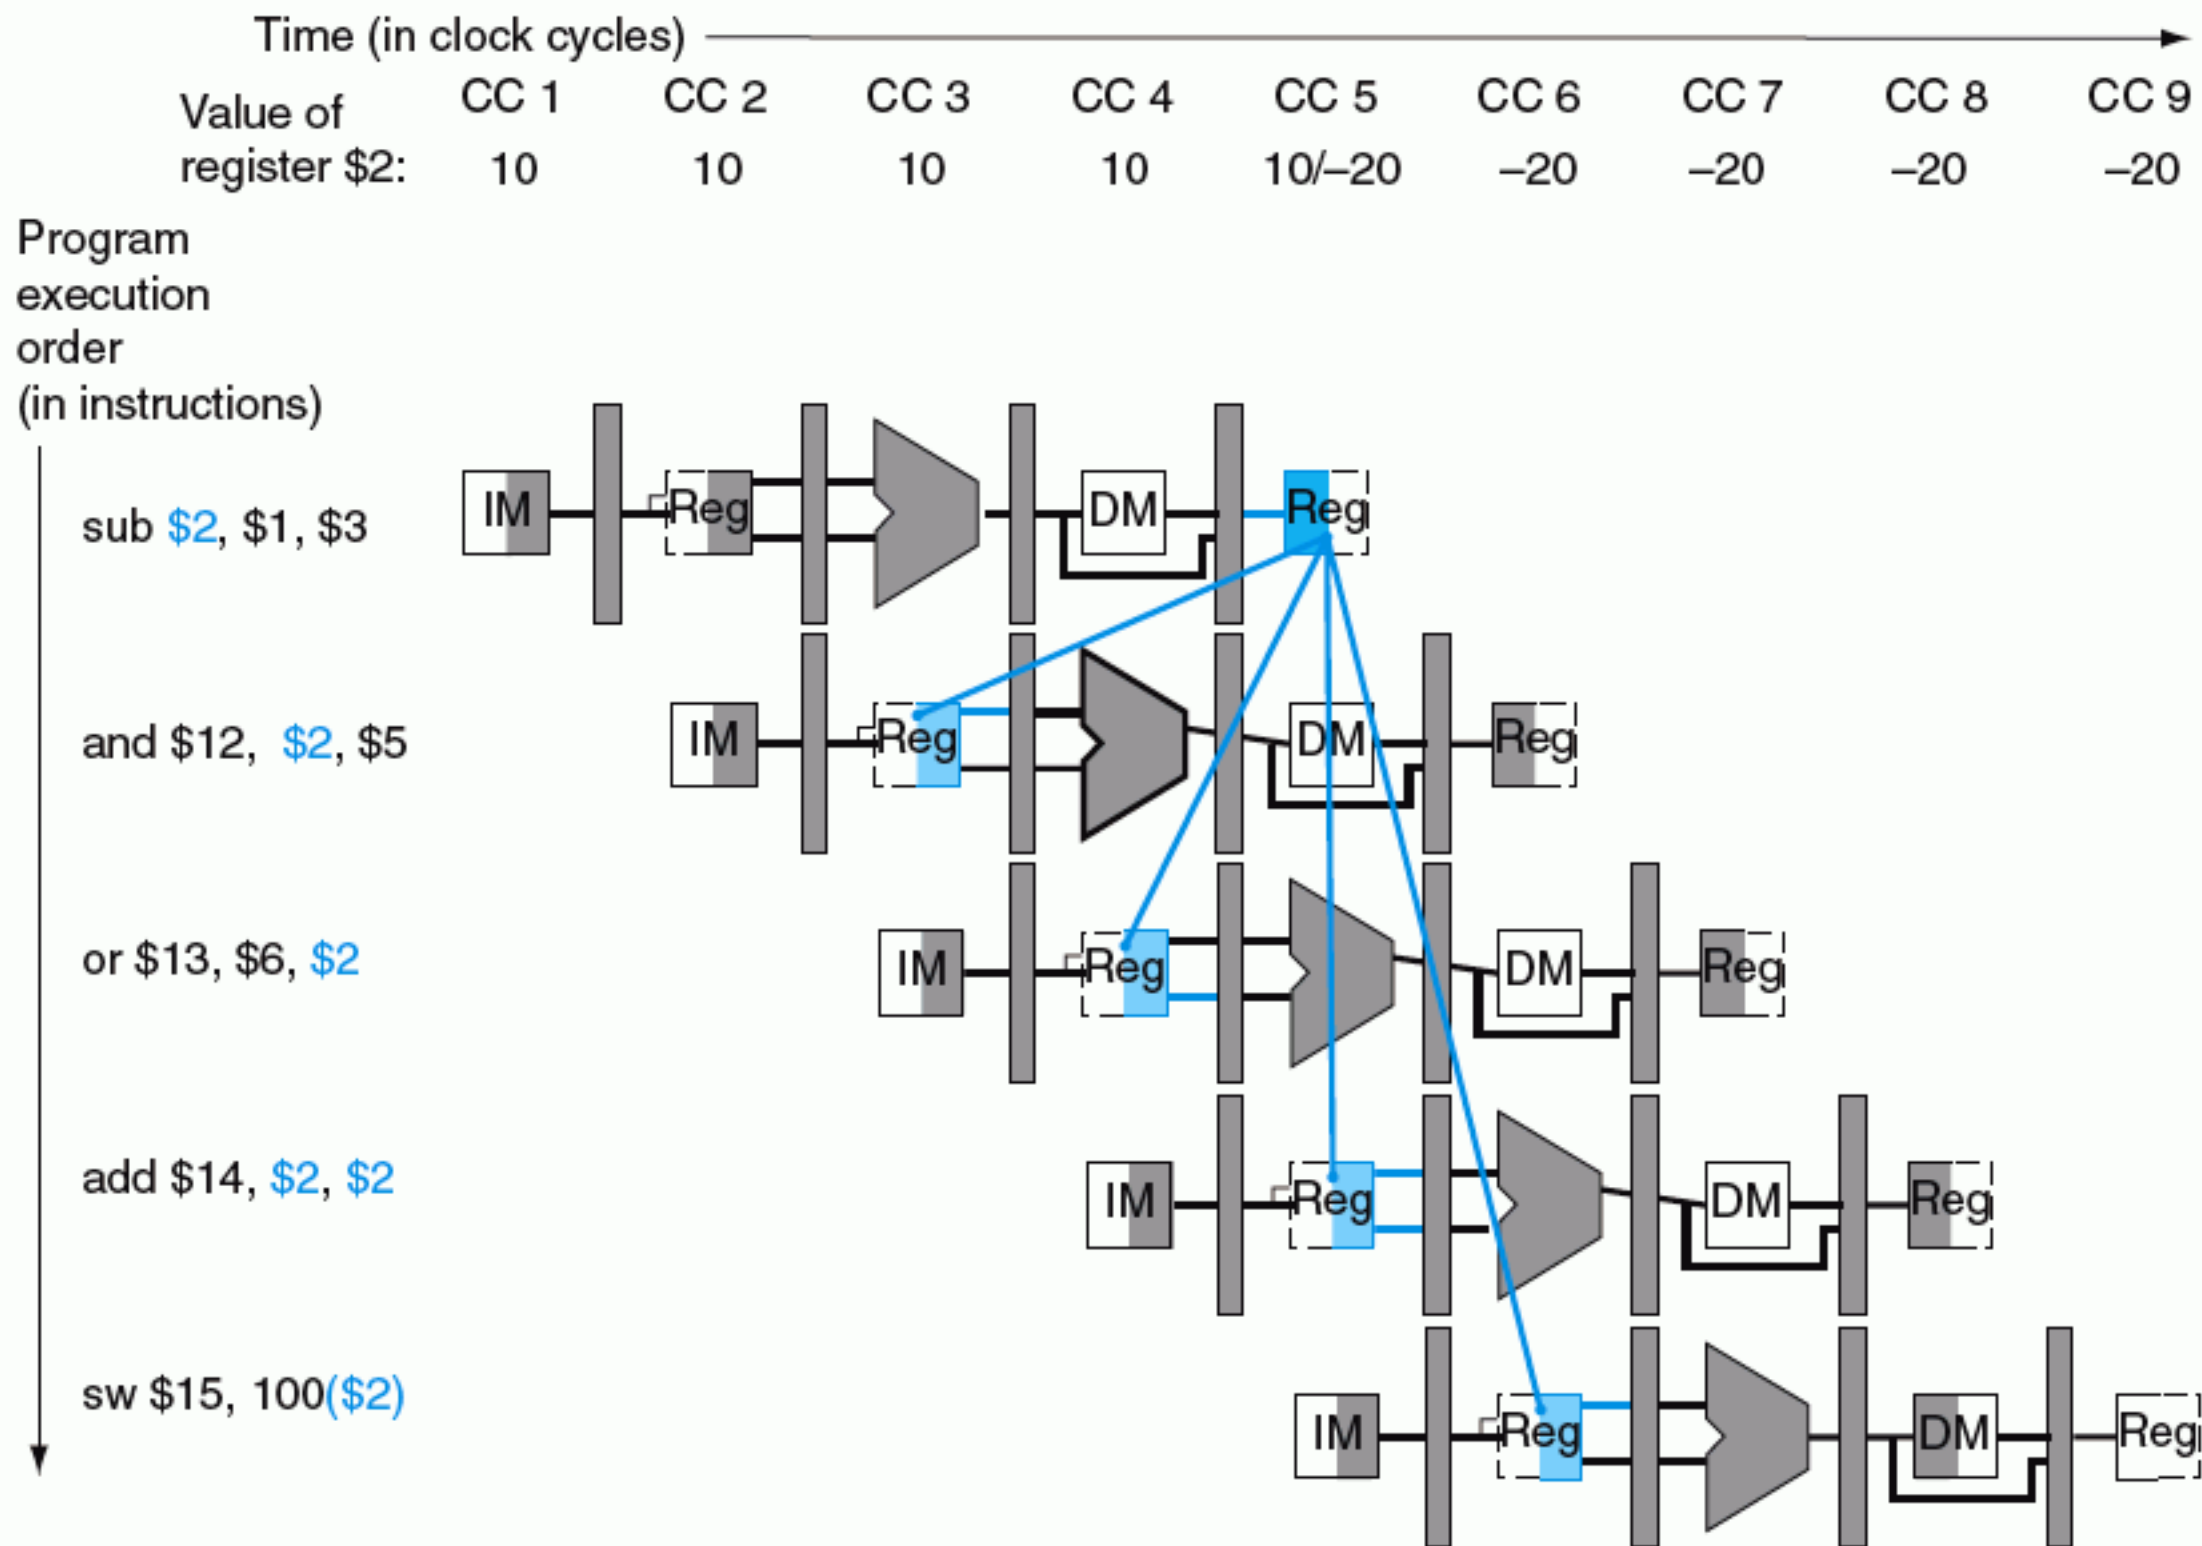 Time (in clock cycles)
CC 1 CC 2 CC 3 CC 4 CC 5 CC 6 CC 7 CC 8 CC 9
Value of
register $2: 10 10 10 10 10/–20 –20 –20 –20 –20
Program
execution
order
(in instructions)
sub $2, $1, $3 IM Reg DM Reg
and $12, $2, $5 IM Reg DM Reg
or $13, $6, $2 IM Reg DM Reg
add $14, $2, $2 IM Reg DM Reg
sw $15, 100($2) IM Reg DM Reg